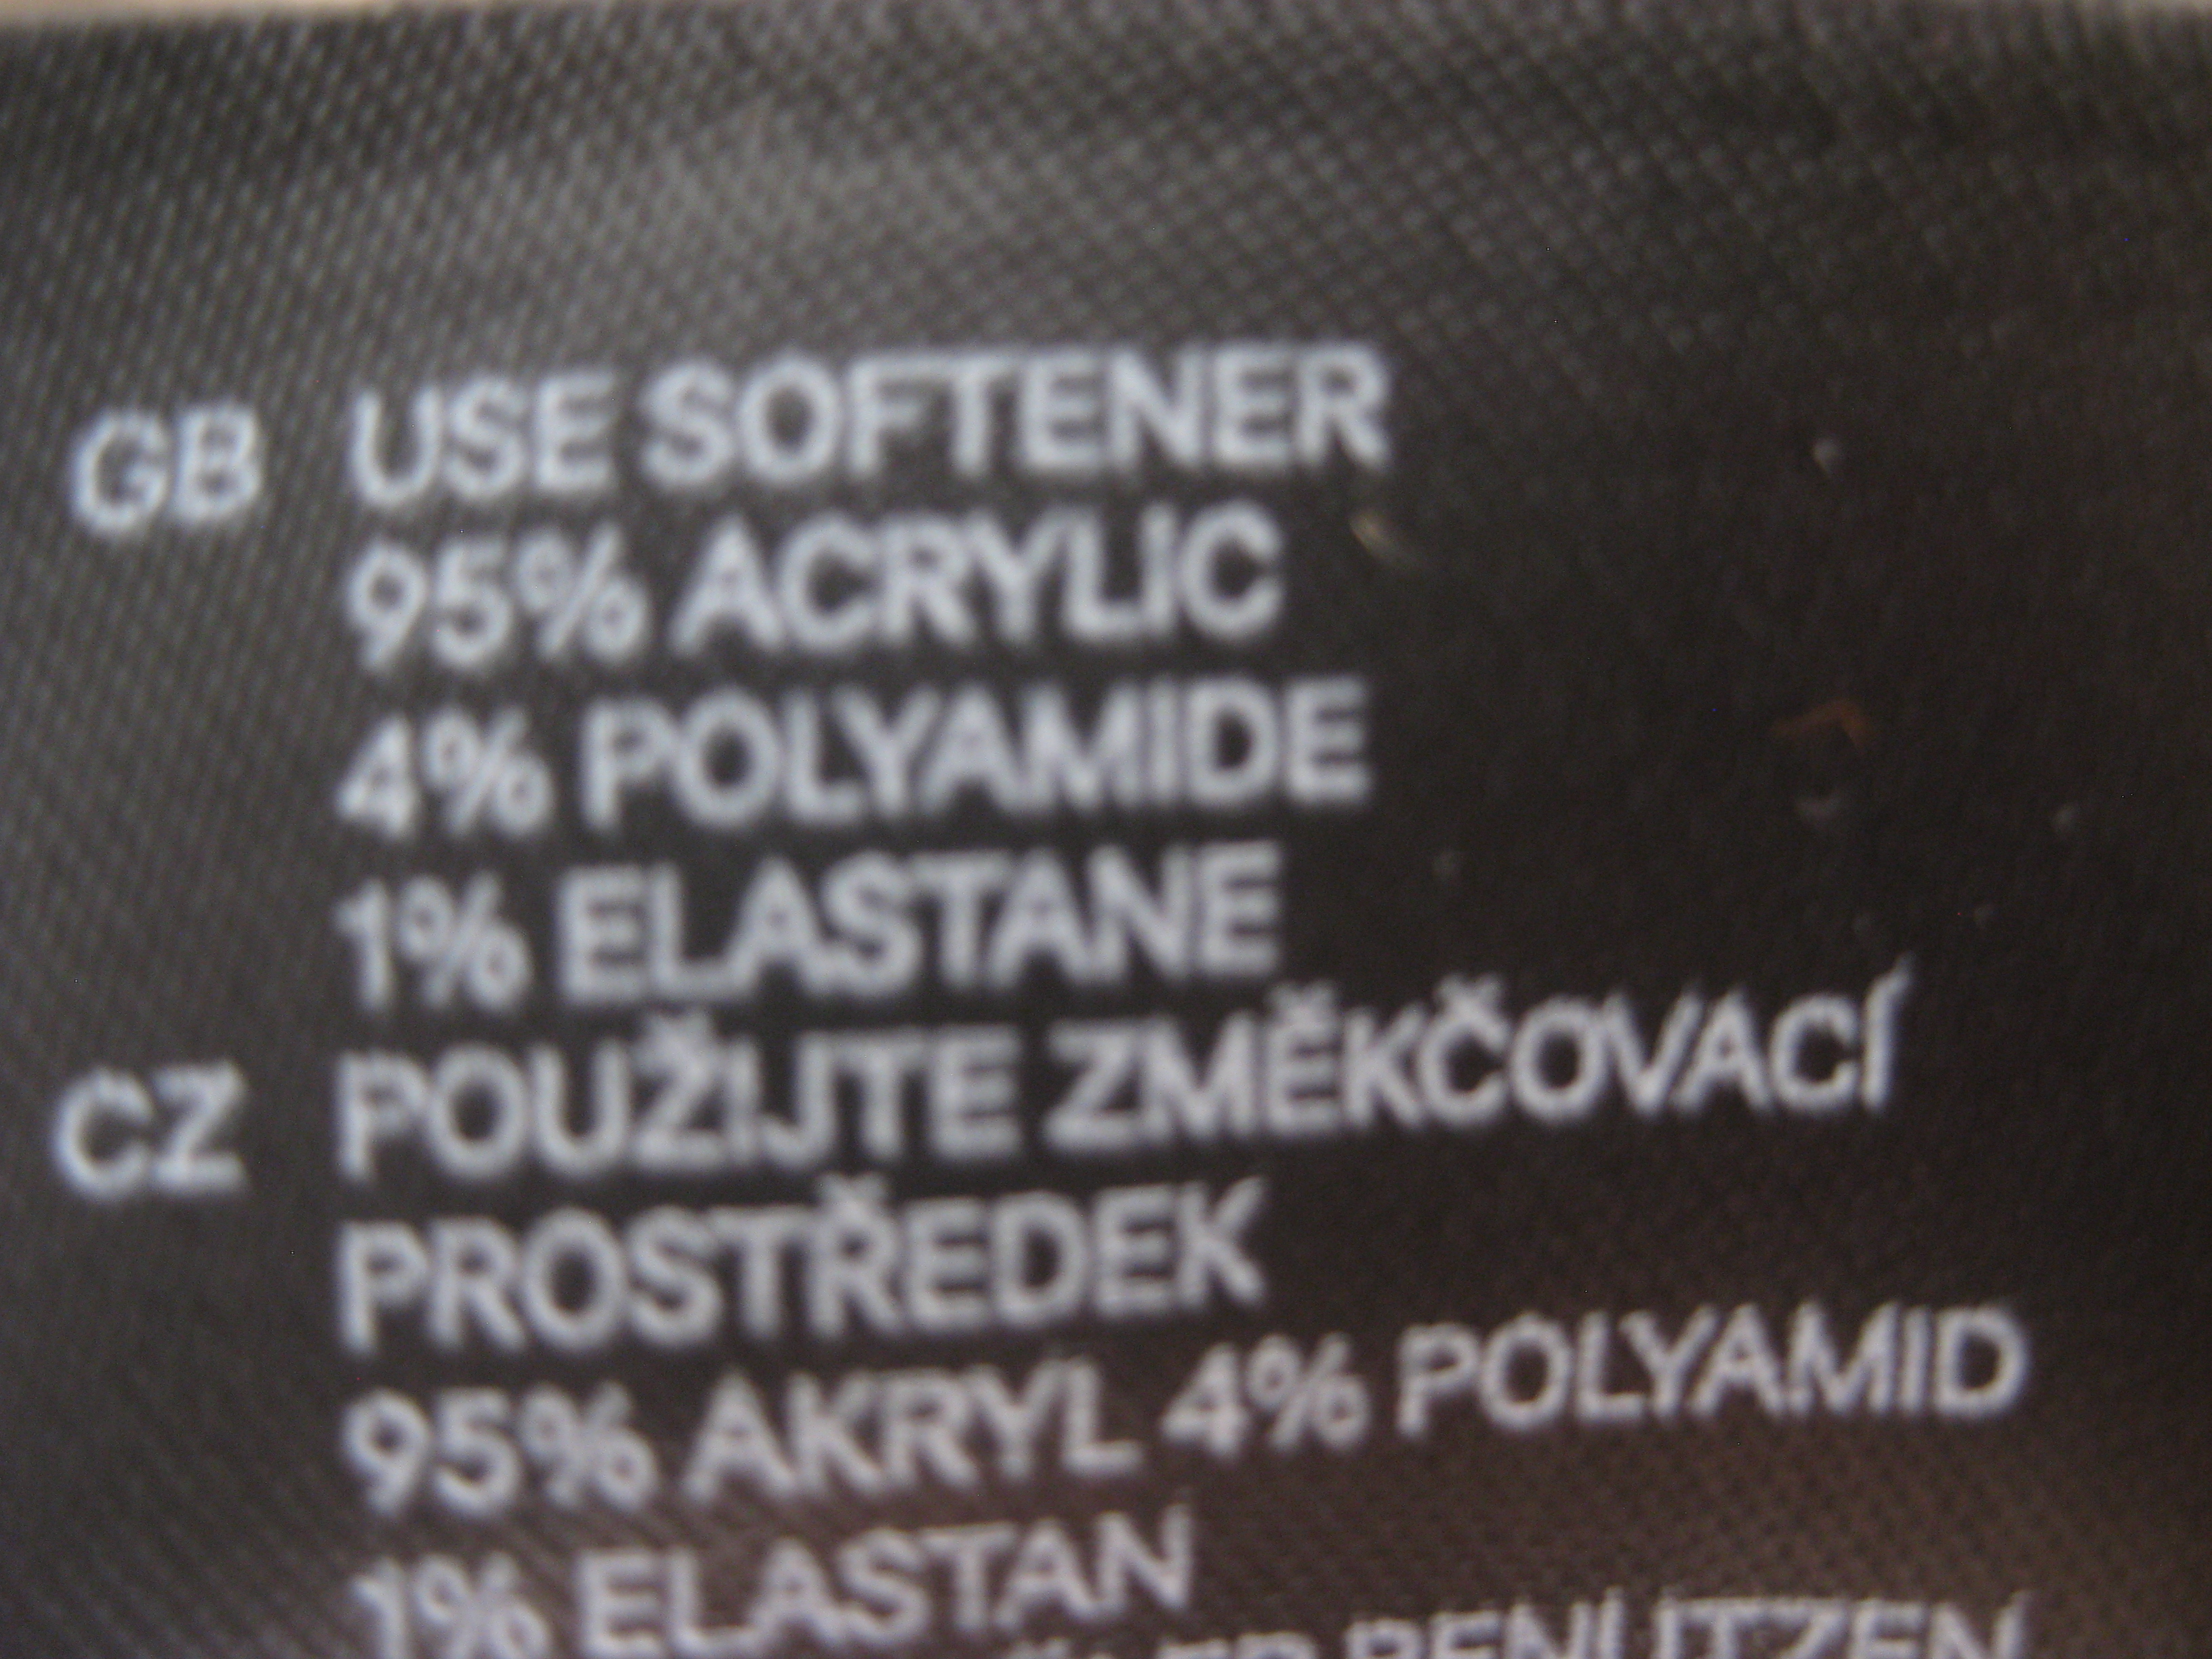 GB USE SOFTENER
95% ACRYLIC
4% POLYAMIDE
1% ELASTANE
CZ POUŽIJTE ZMĚKČOVACÍ
PROSTŘEDEK
95% AKRYL 4% POLYAMID
1% ELASTAN
BENUTZEN